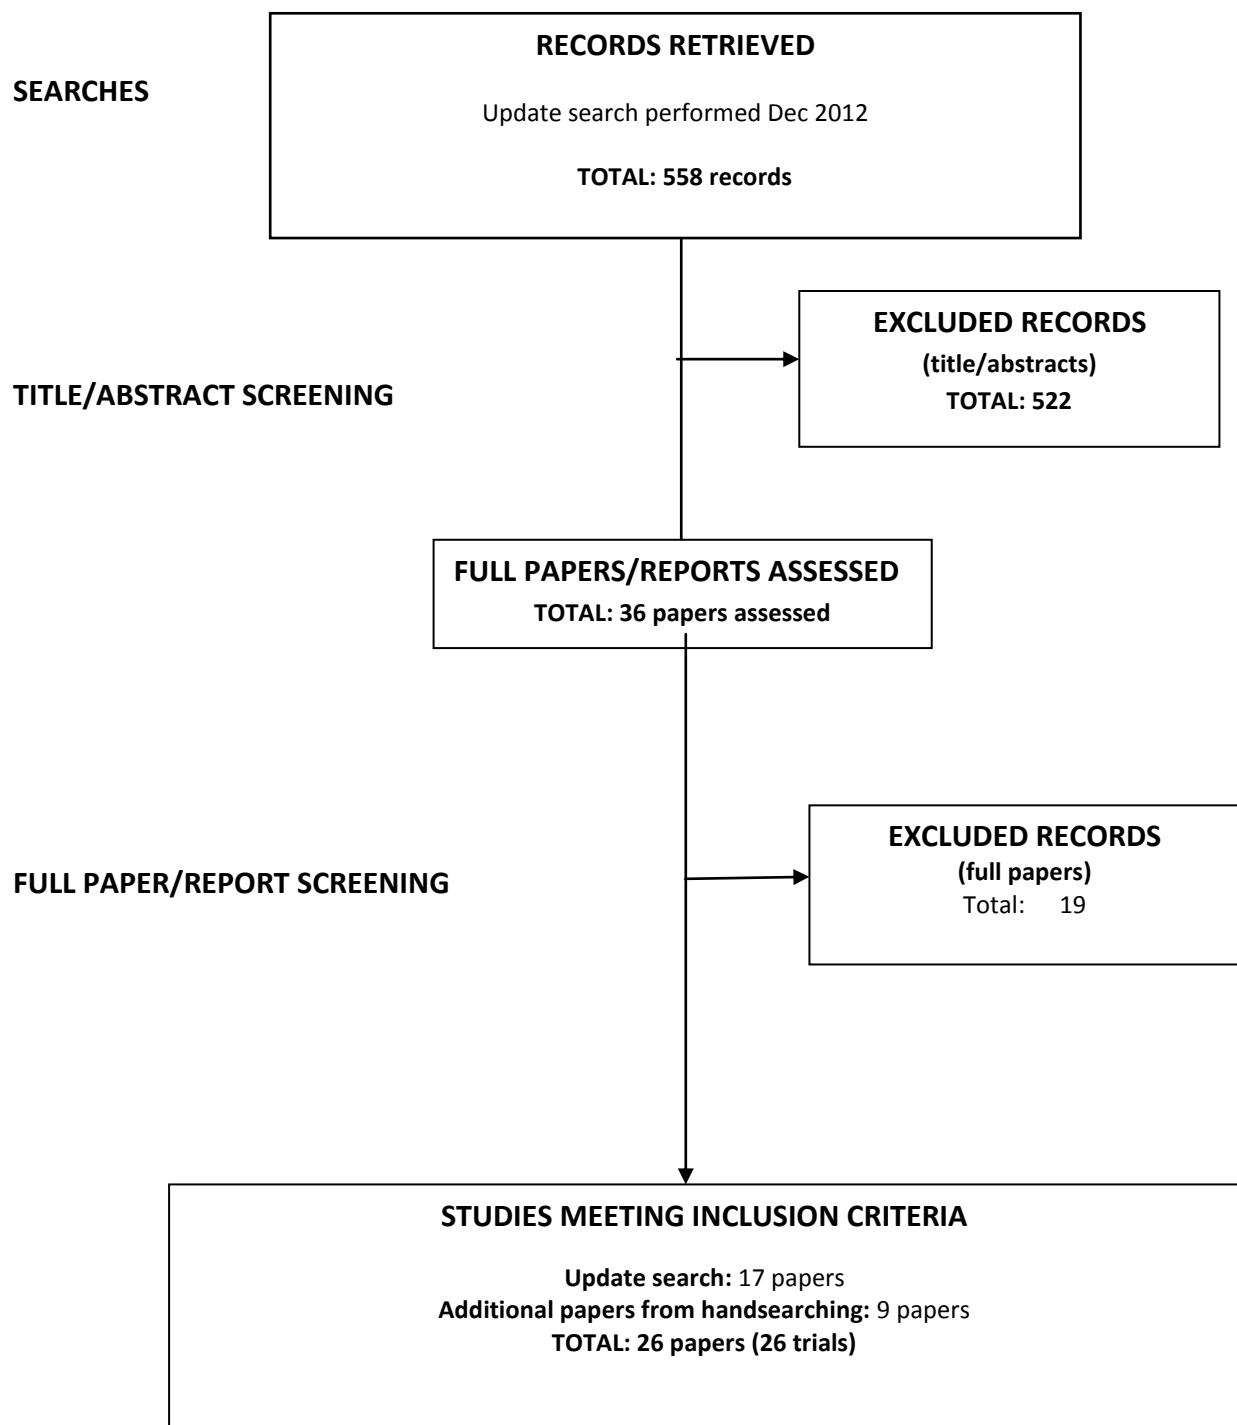 RECORDS RETRIEVED
SEARCHES
Update search performed Dec 2012
TOTAL: 558 records
EXCLUDED RECORDS
(title/abstracts)
TITLE/ABSTRACT SCREENING
TOTAL: 522
FULL PAPERS/REPORTS ASSESSED
TOTAL: 36 papers assessed
EXCLUDED RECORDS
(full papers)
FULL PAPER/REPORT SCREENING
Total: 19
STUDIES MEETING INCLUSION CRITERIA
Update search: 17 papers
Additional papers from handsearching: 9 papers
TOTAL: 26 papers (26 trials)